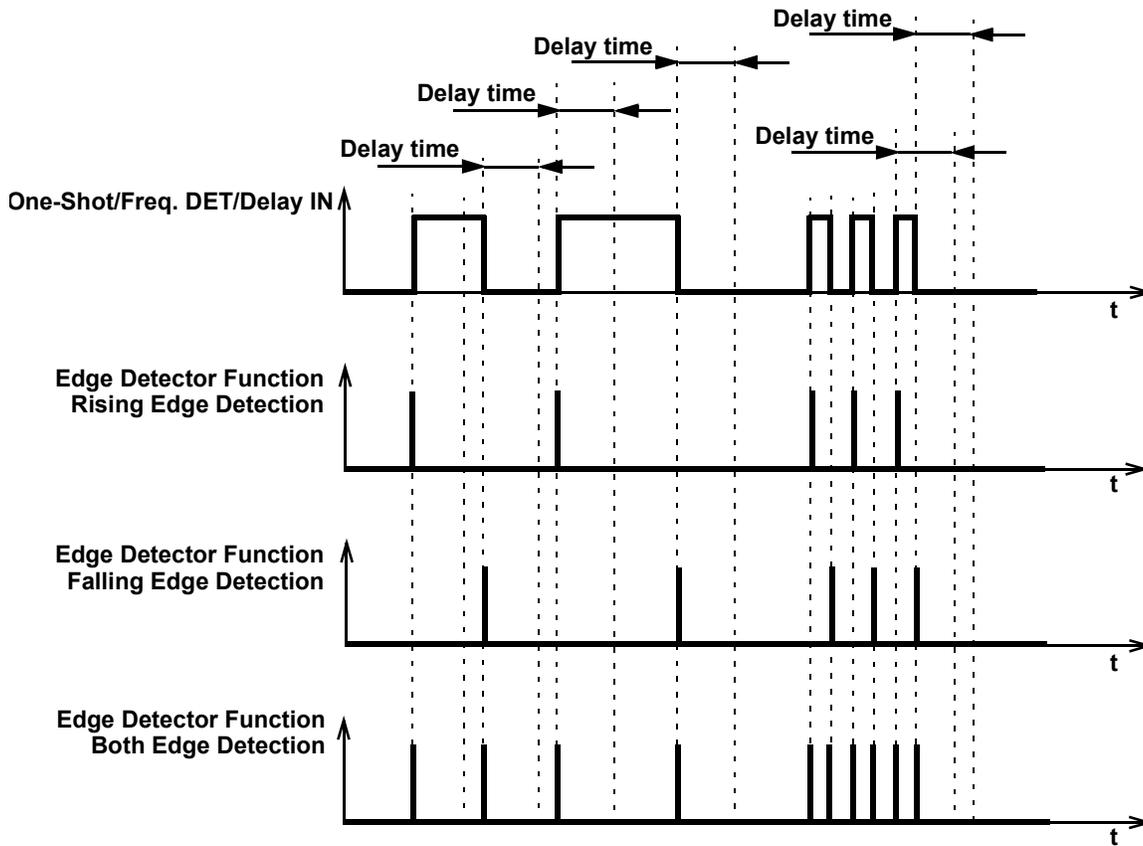 Delay time
Delay time
Delay time
Delay time
Delay time
One-Shot/Freq. DET/Delay IN
t
Edge Detector Function
Rising Edge Detection
t
Edge Detector Function
Falling Edge Detection
t
Edge Detector Function
Both Edge Detection
t